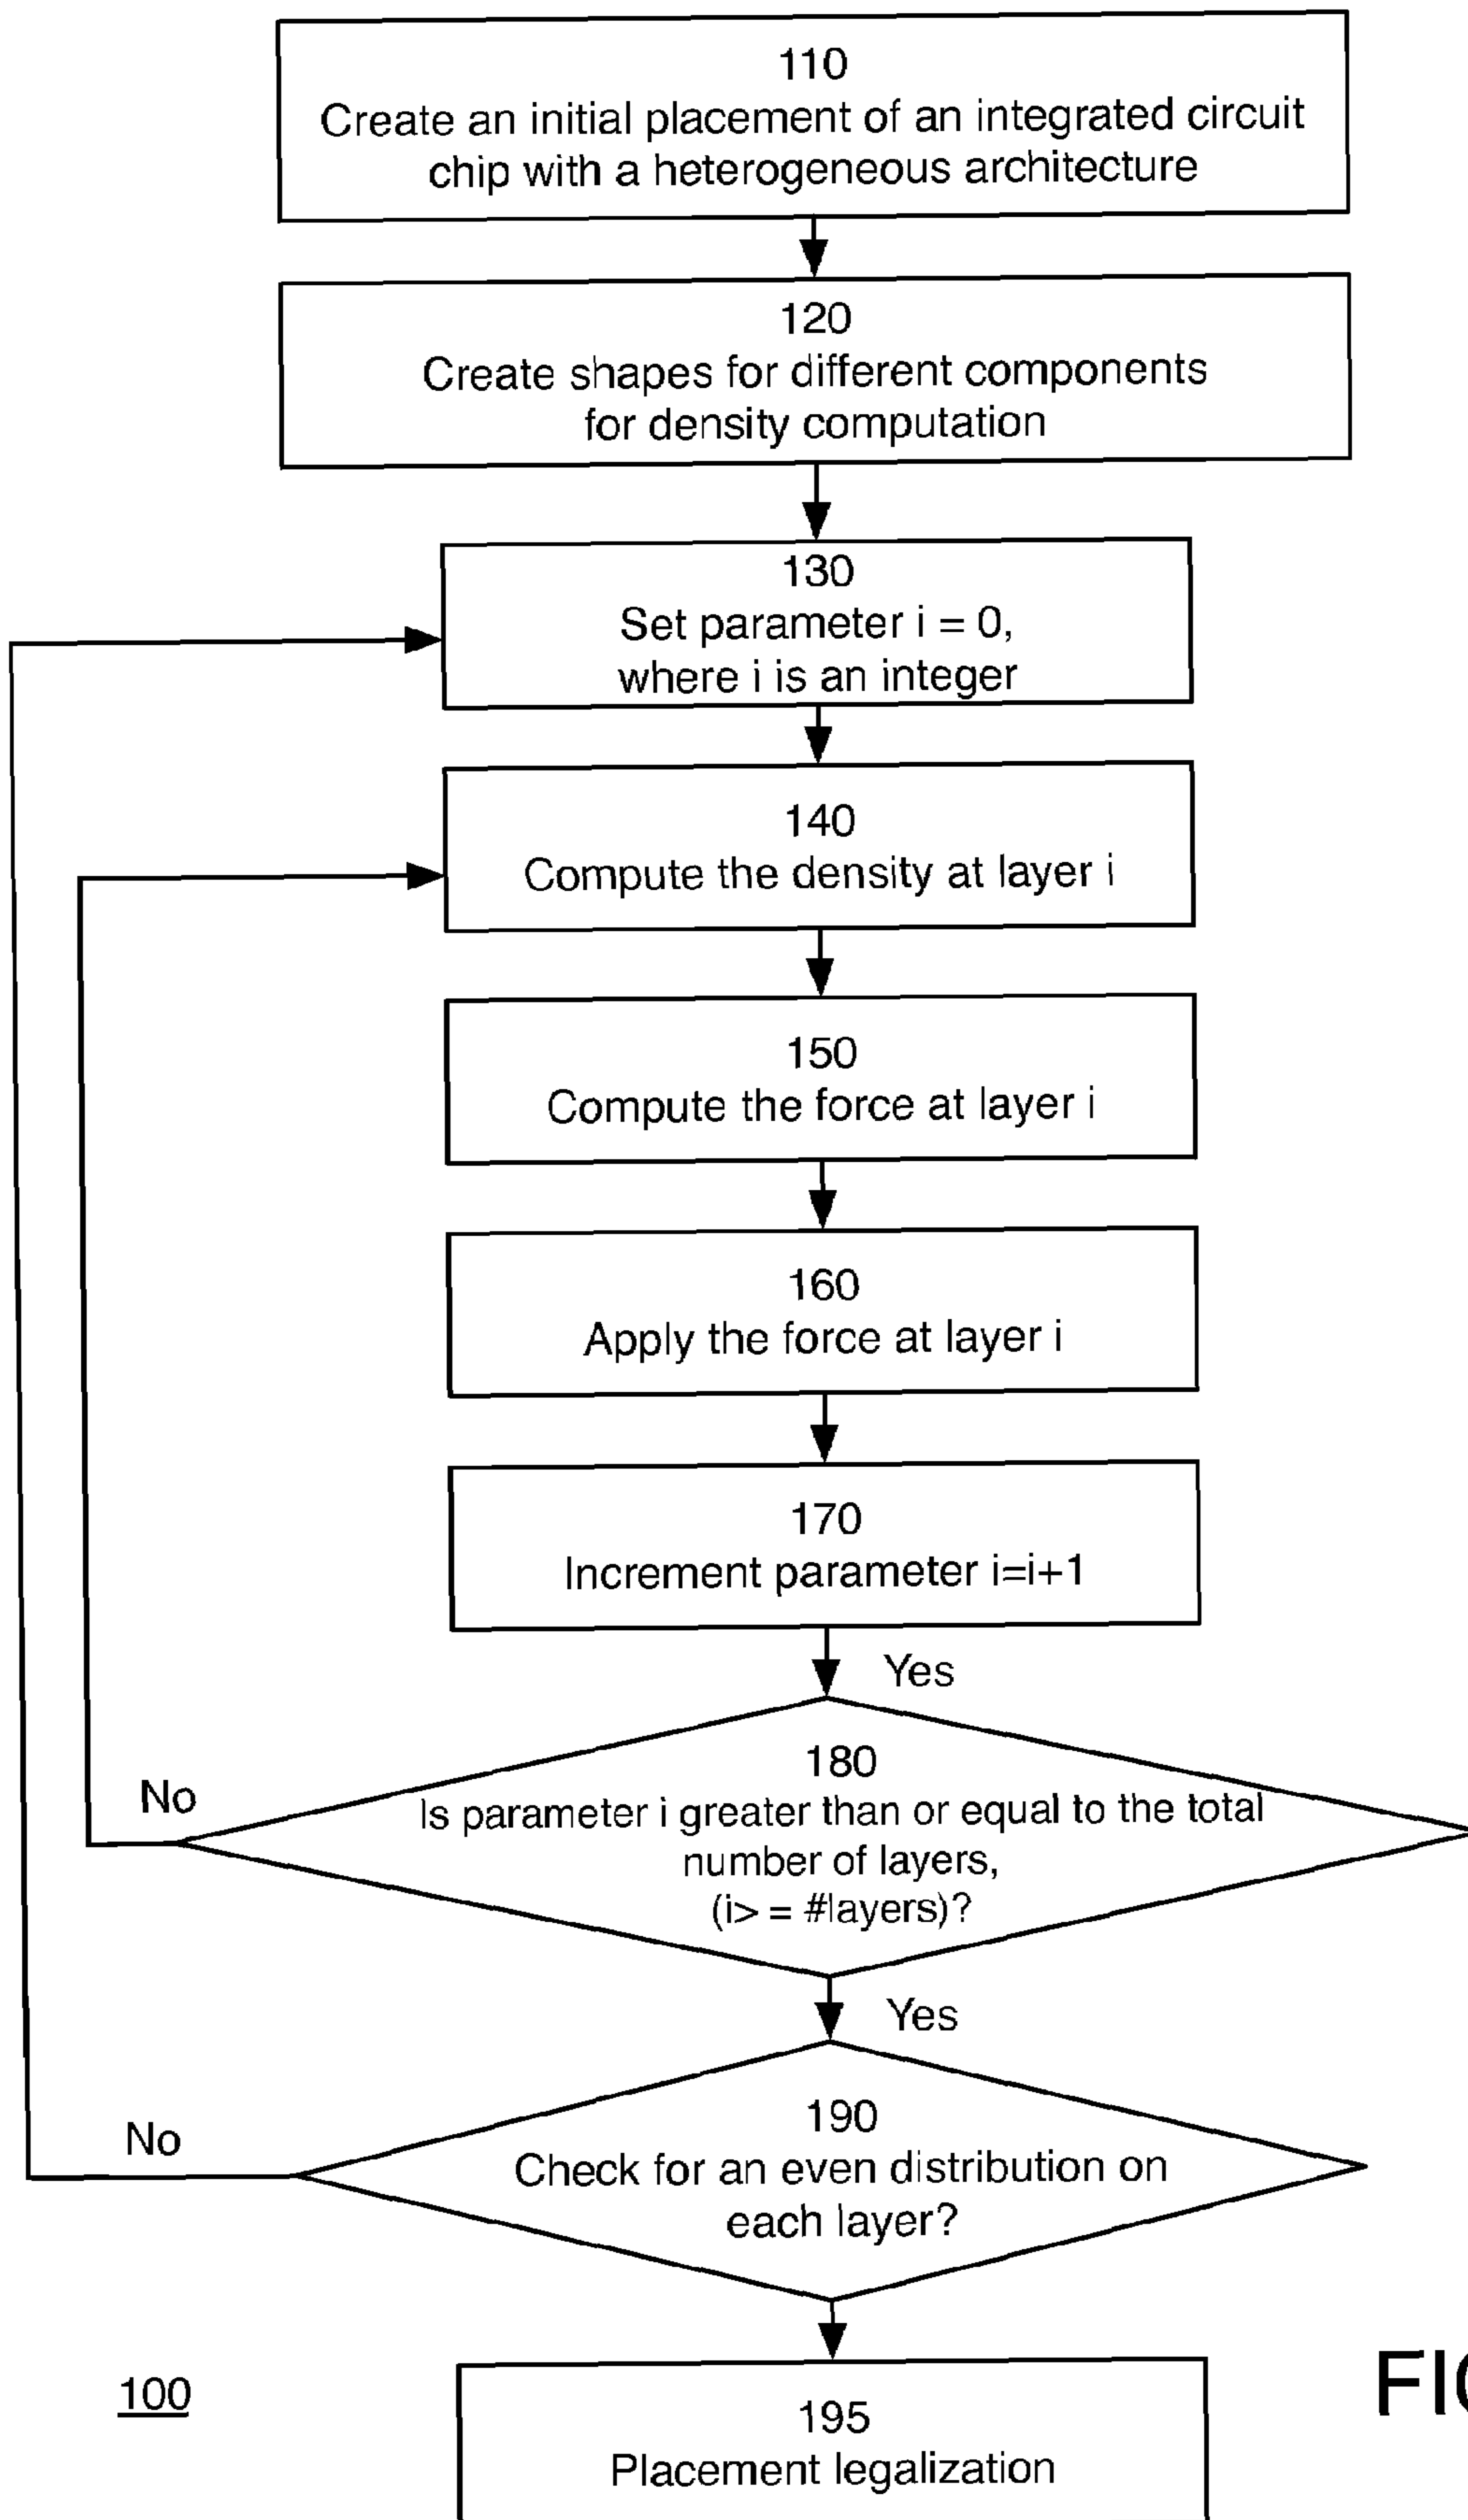 110
Create an initial placement of an integrated circuit
chip with a heterogeneous architecture
120
Create shapes for different components
for density computation
130
Set parameter i = 0,
where i is an integer
140
Compute the density at layer i
150
Compute the force at layer i
160
Apply the force at layer i
170
Increment parameter i=i+1
Yes
180
No
Is parameter i greater than or equal to the total
number of layers,
(i> = #layers)?
Yes
190
No
Check for an even distribution on
each layer?
100
195
Placement legalization